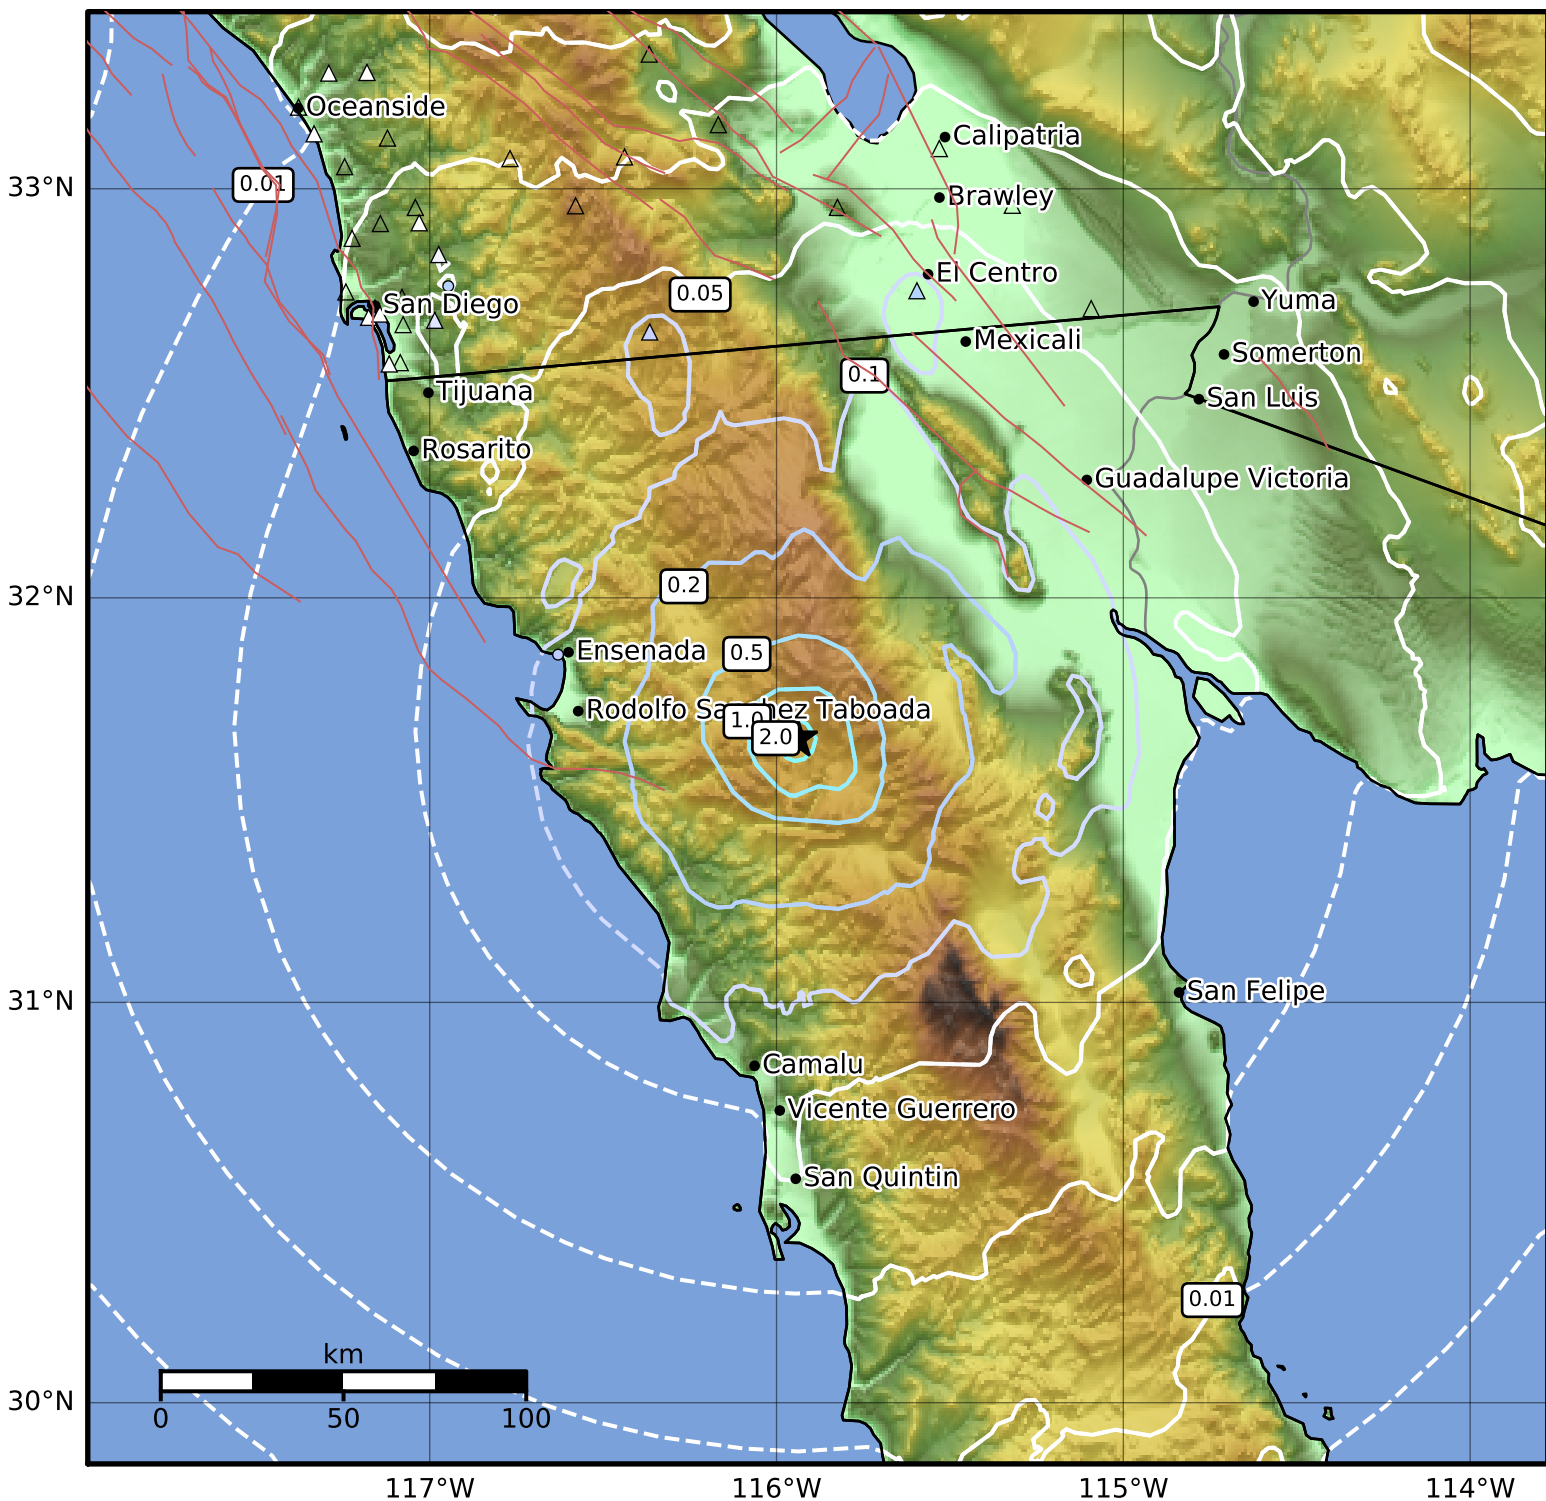 Oceanside
Calipatria
0.01
33°N
Brawley
El Centro
0.05
San Diego
Yuma
Mexicali
Somerton
0.1
Tijuana
San Luis
Rosarito
Guadalupe Victoria
0.2
32°N
Ensenada
0.5
Rodolfo Sanchez Taboada
1.0
2.0
31°N
San Felipe
Camalu
Vicente Guerrero
San Quintin
0.01
km
0 50 100
30°N
117°W 116°W 115°W 114°W